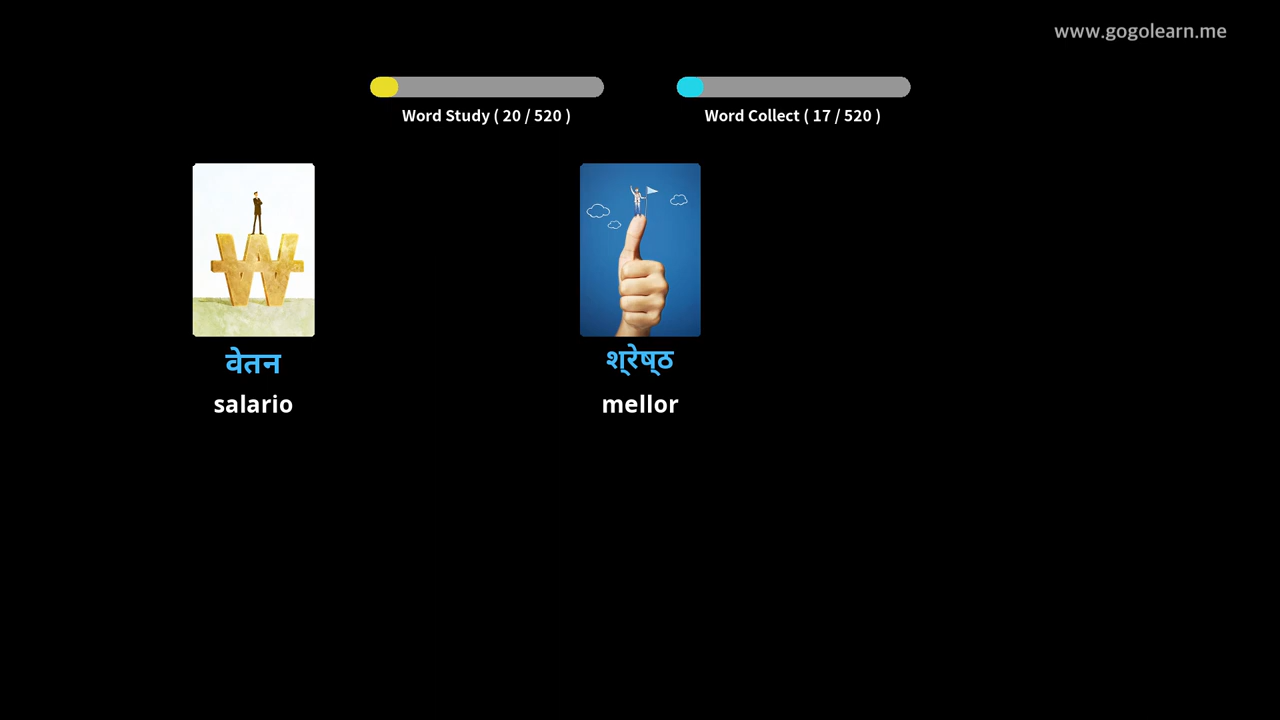 www.gogolearn.me
Word Study ( 20 / 520 )
Word Collect ( 17 / 520 )
वेतन
salario
श्रेष्ठ
mellor